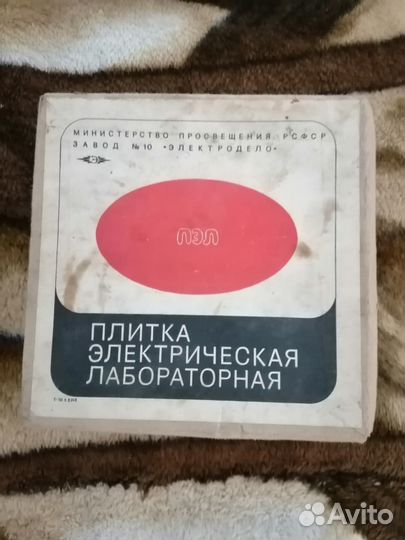 МИНИСТЕРСТВО ПРОСВЕЩЕНИЯ РСФСР
ЗАВОД №10 "ЭЛЕКТРОДЕЛО"
Э
ПЭЛ
ПЛИТКА
ЭЛЕКТРИЧЕСКАЯ
ЛАБОРАТОРНАЯ
Avito